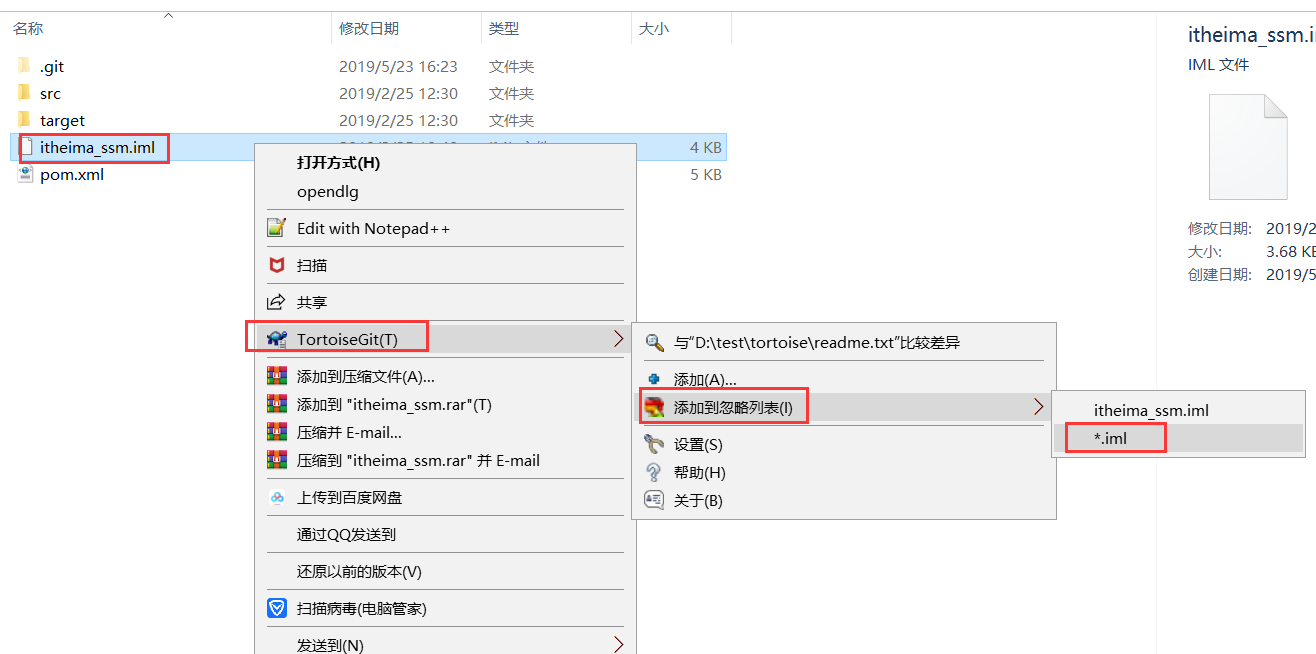 名称 修改日期 类型 大小
.git 2019/5/23 16:23 文件夹
src 2019/2/25 12:30 文件夹
target 2019/2/25 12:30 文件夹
itheima_ssm.iml 4 KB
pom.xml 5 KB
打开方式(H)
opendlg
Edit with Notepad++
扫描
共享
TortoiseGit(T)
添加到压缩文件(A)...
添加到 "itheima_ssm.rar"(T)
压缩并 E-mail...
压缩到 "itheima_ssm.rar" 并 E-mail
上传到百度网盘
通过QQ发送到
还原以前的版本(V)
扫描病毒(电脑管家)
发送到(N)
与“D:\test\tortoise\readme.txt”比较差异
添加(A)...
添加到忽略列表(I)
设置(S)
帮助(H)
关于(B)
itheima_ssm.iml
*.iml
itheima_ssm.i
IML 文件
修改日期: 2019/2
大小: 3.68 K
创建日期: 2019/5